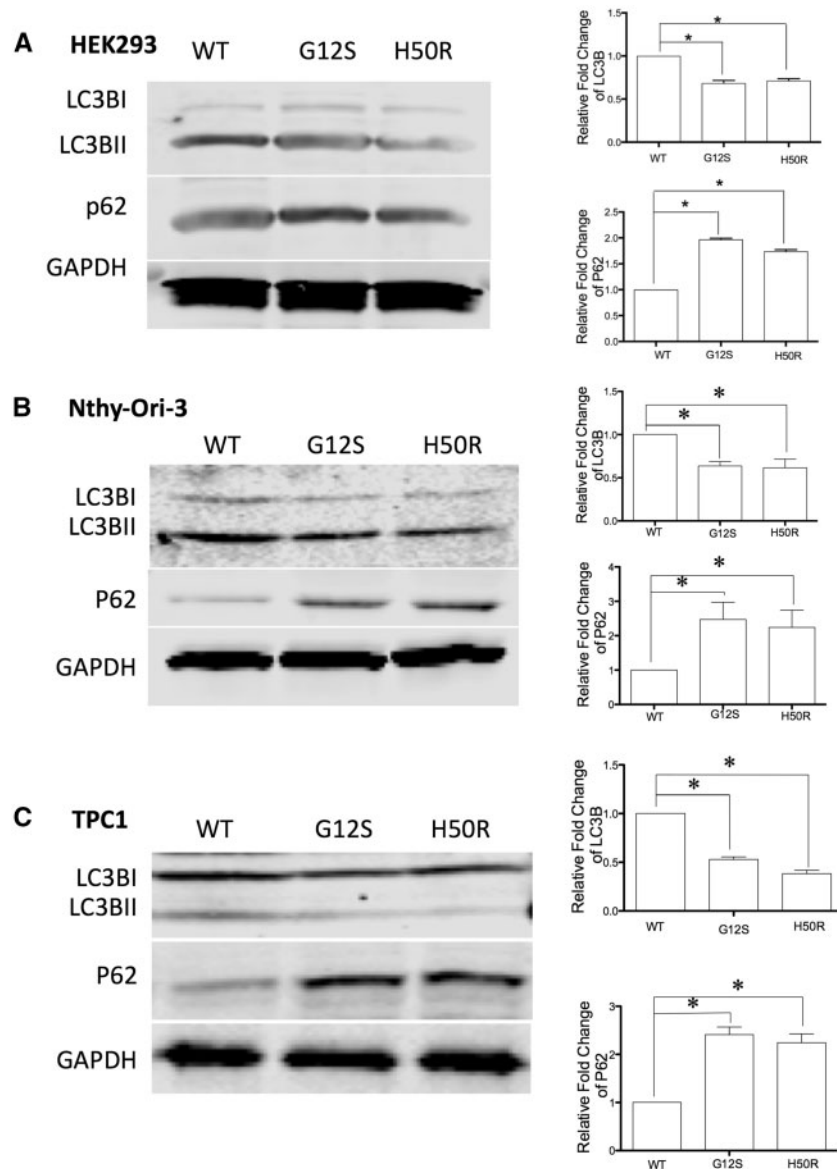 A HEK293
WT G12S H50R
LC3BI
LC3BII
p62
GAPDH
Relative Fold Change
of LC3B
1.5
1.0
0.5
0.0
* *
WT G12S H50R
Relative Fold Change
of P62
2.5
2.0
1.5
1.0
0.5
0.0
* *
WT G12S H50R
B Nthy-Ori-3
WT G12S H50R
LC3BI
LC3BII
P62
GAPDH
Relative Fold Change
of LC3B
1.5
1.0
0.5
0.0
* *
WT G12S H50R
Relative Fold Change
of P62
4
3
2
1
0
* *
WT G12S H50R
C TPC1
WT G12S H50R
LC3BI
LC3BII
P62
GAPDH
Relative Fold Change
of LC3B
1.5
1.0
0.5
0.0
* *
WT G12S H50R
Relative Fold Change
of P62
3
2
1
0
* *
WT G12S H50R